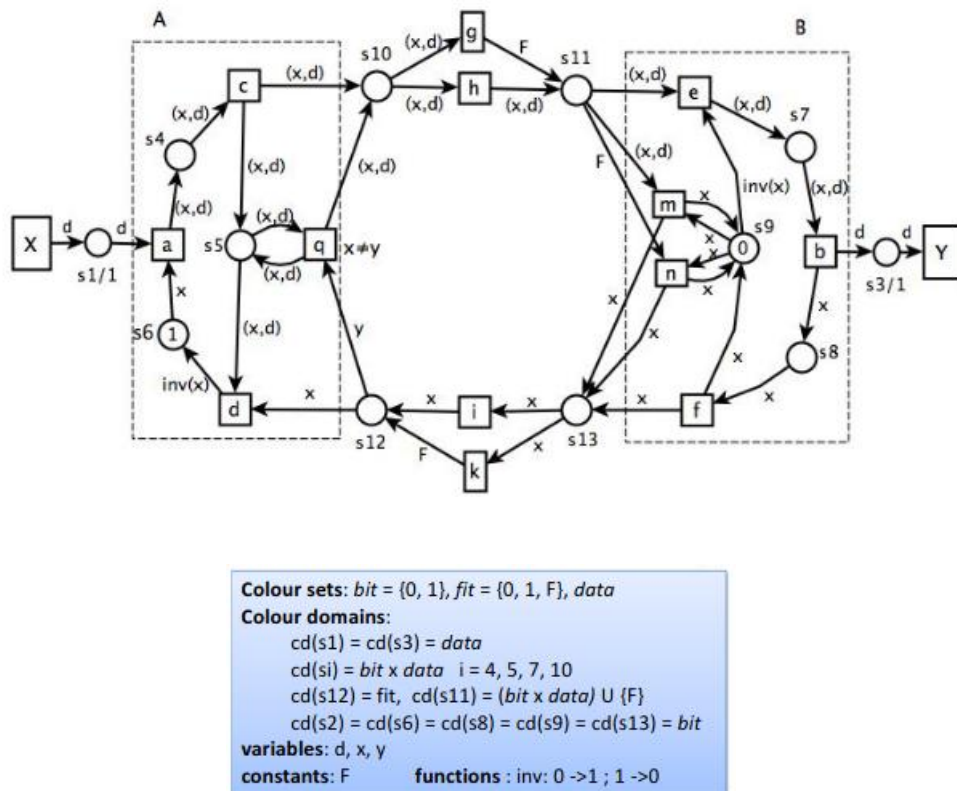 A
B
g
(x,d)
F
s10
s11
c
(x,d)
(x,d)
h
(x,d)
(x,d)
e
(x,d)
s7
(x,d)
s4
(x,d)
(x,d)
(x,d)
F
(x,d)
inv(x)
(x,d)
m
x
X
d
d
s1/1
a
s5
(x,d)
(x,d)
q
x≠y
x
x
s9
0
n
x
b
d
d
s3/1
Y
x
s6
1
(x,d)
y
x
x
x
x
s8
inv(x)
d
x
x
i
x
x
f
x
s12
s13
F
k
x
Colour sets: bit = {0, 1}, fit = {0, 1, F}, data
Colour domains:
cd(s1) = cd(s3) = data
cd(si) = bit x data i = 4, 5, 7, 10
cd(s12) = fit, cd(s11) = (bit x data) U {F}
cd(s2) = cd(s6) = cd(s8) = cd(s9) = cd(s13) = bit
variables: d, x, y
constants: F functions : inv: 0 ->1 ; 1 ->0